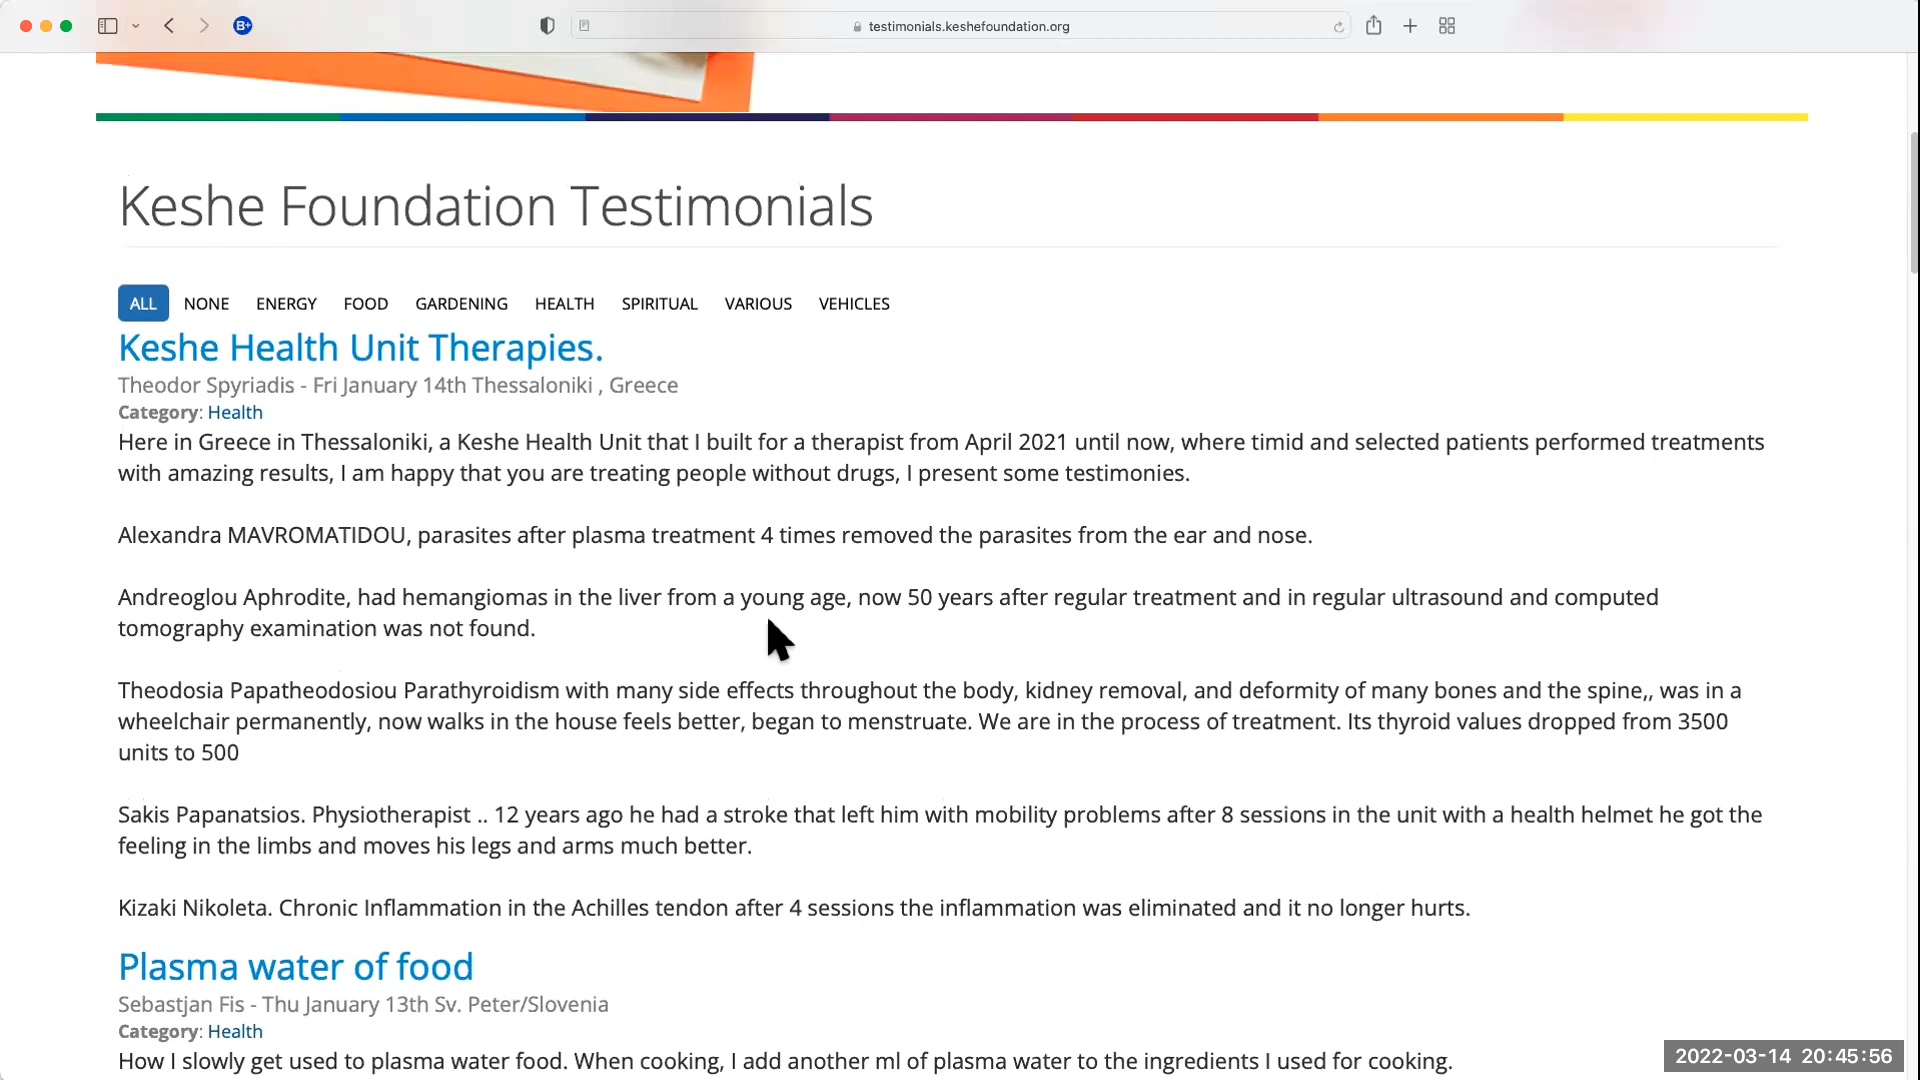 B+
testimonials.keshefoundation.org
Keshe Foundation Testimonials
ALL NONE ENERGY FOOD GARDENING HEALTH SPIRITUAL VARIOUS VEHICLES
Keshe Health Unit Therapies.
Theodor Spyriadis - Fri January 14th Thessaloniki , Greece
Category: Health
Here in Greece in Thessaloniki, a Keshe Health Unit that I built for a therapist from April 2021 until now, where timid and selected patients performed treatments
with amazing results, I am happy that you are treating people without drugs, I present some testimonies.
Alexandra MAVROMATIDOU, parasites after plasma treatment 4 times removed the parasites from the ear and nose.
Andreoglou Aphrodite, had hemangiomas in the liver from a young age, now 50 years after regular treatment and in regular ultrasound and computed
tomography examination was not found.
Theodosia Papatheodosiou Parathyroidism with many side effects throughout the body, kidney removal, and deformity of many bones and the spine,, was in a
wheelchair permanently, now walks in the house feels better, began to menstruate. We are in the process of treatment. Its thyroid values dropped from 3500
units to 500
Sakis Papanatsios. Physiotherapist .. 12 years ago he had a stroke that left him with mobility problems after 8 sessions in the unit with a health helmet he got the
feeling in the limbs and moves his legs and arms much better.
Kizaki Nikoleta. Chronic Inflammation in the Achilles tendon after 4 sessions the inflammation was eliminated and it no longer hurts.
Plasma water of food
Sebastjan Fis - Thu January 13th Sv. Peter/Slovenia
Category: Health
How I slowly get used to plasma water food. When cooking, I add another ml of plasma water to the ingredients I used for cooking.
2022-03-14 20:45:56